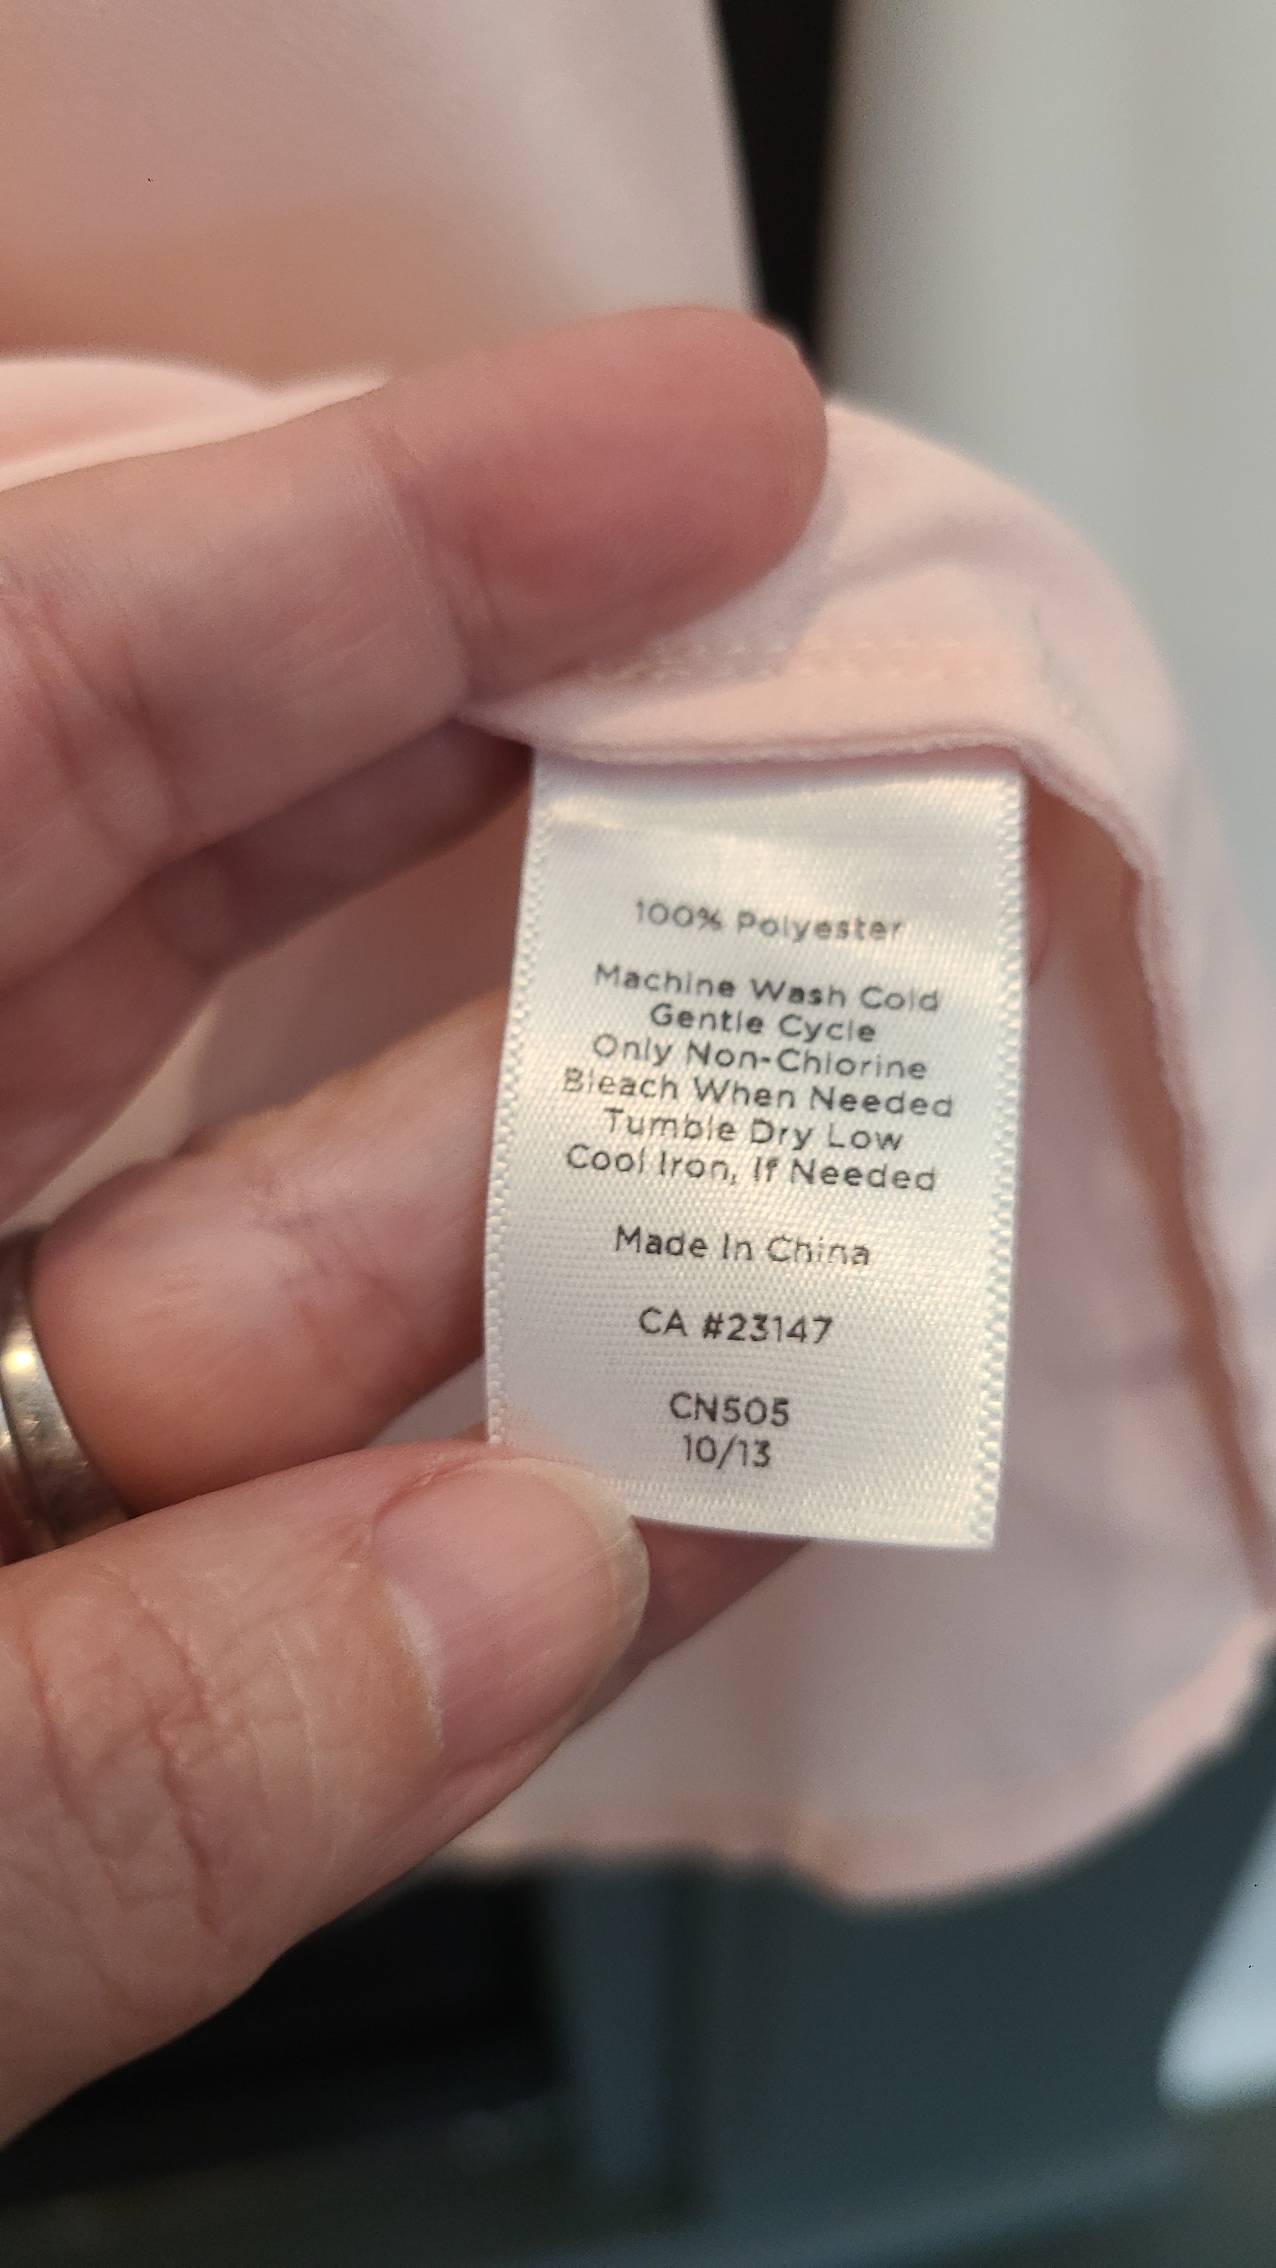 100% Polyester
Machine Wash Cold
Gentle Cycle
Only Non-Chlorine
Bleach When Needed
Tumble Dry Low
Cool Iron, If Needed
Made In China
CA #23147
CN505
10/13